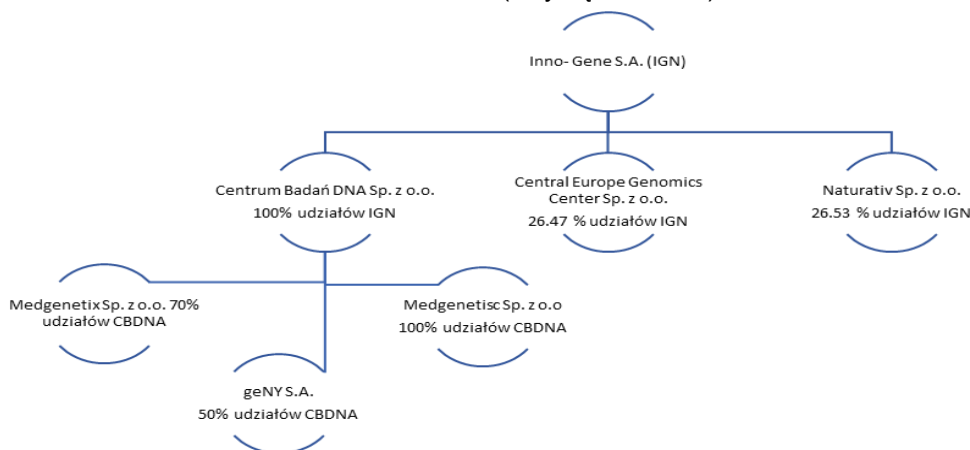 Inno- Gene S.A. (IGN)
Centrum Badań DNA Sp. z o.o.
100% udziałów IGN
Central Europe Genomics
Center Sp. z o.o.
26.47 % udziałów IGN
Naturativ Sp. z o.o.
26.53 % udziałów IGN
Medgenetix Sp. z o.o. 70%
udziałów CBDNA
Medgenetisc Sp. z o.o
100% udziałów CBDNA
geNY S.A.
50% udziałów CBDNA